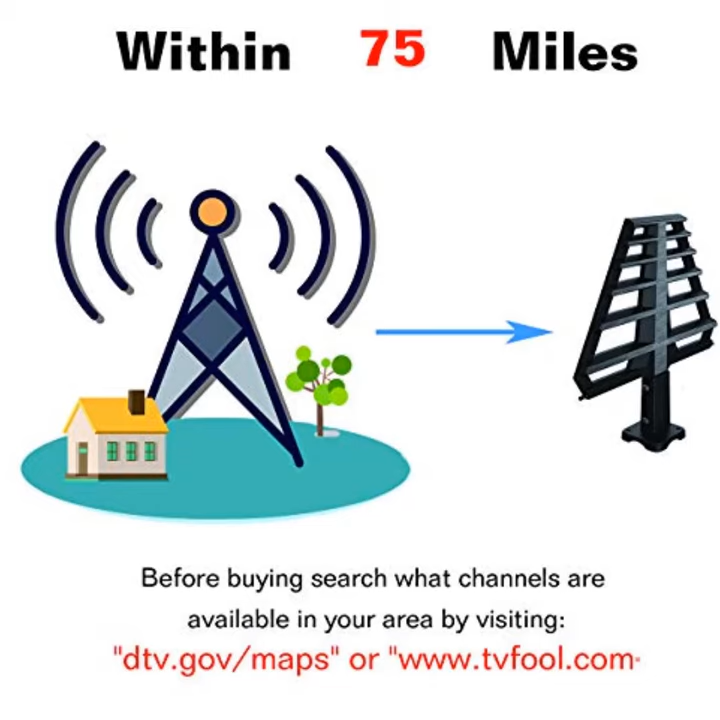 Within 75 Miles
Before buying search what channels are
available in your area by visiting:
"dtv.gov/maps" or "www.tvfool.com"